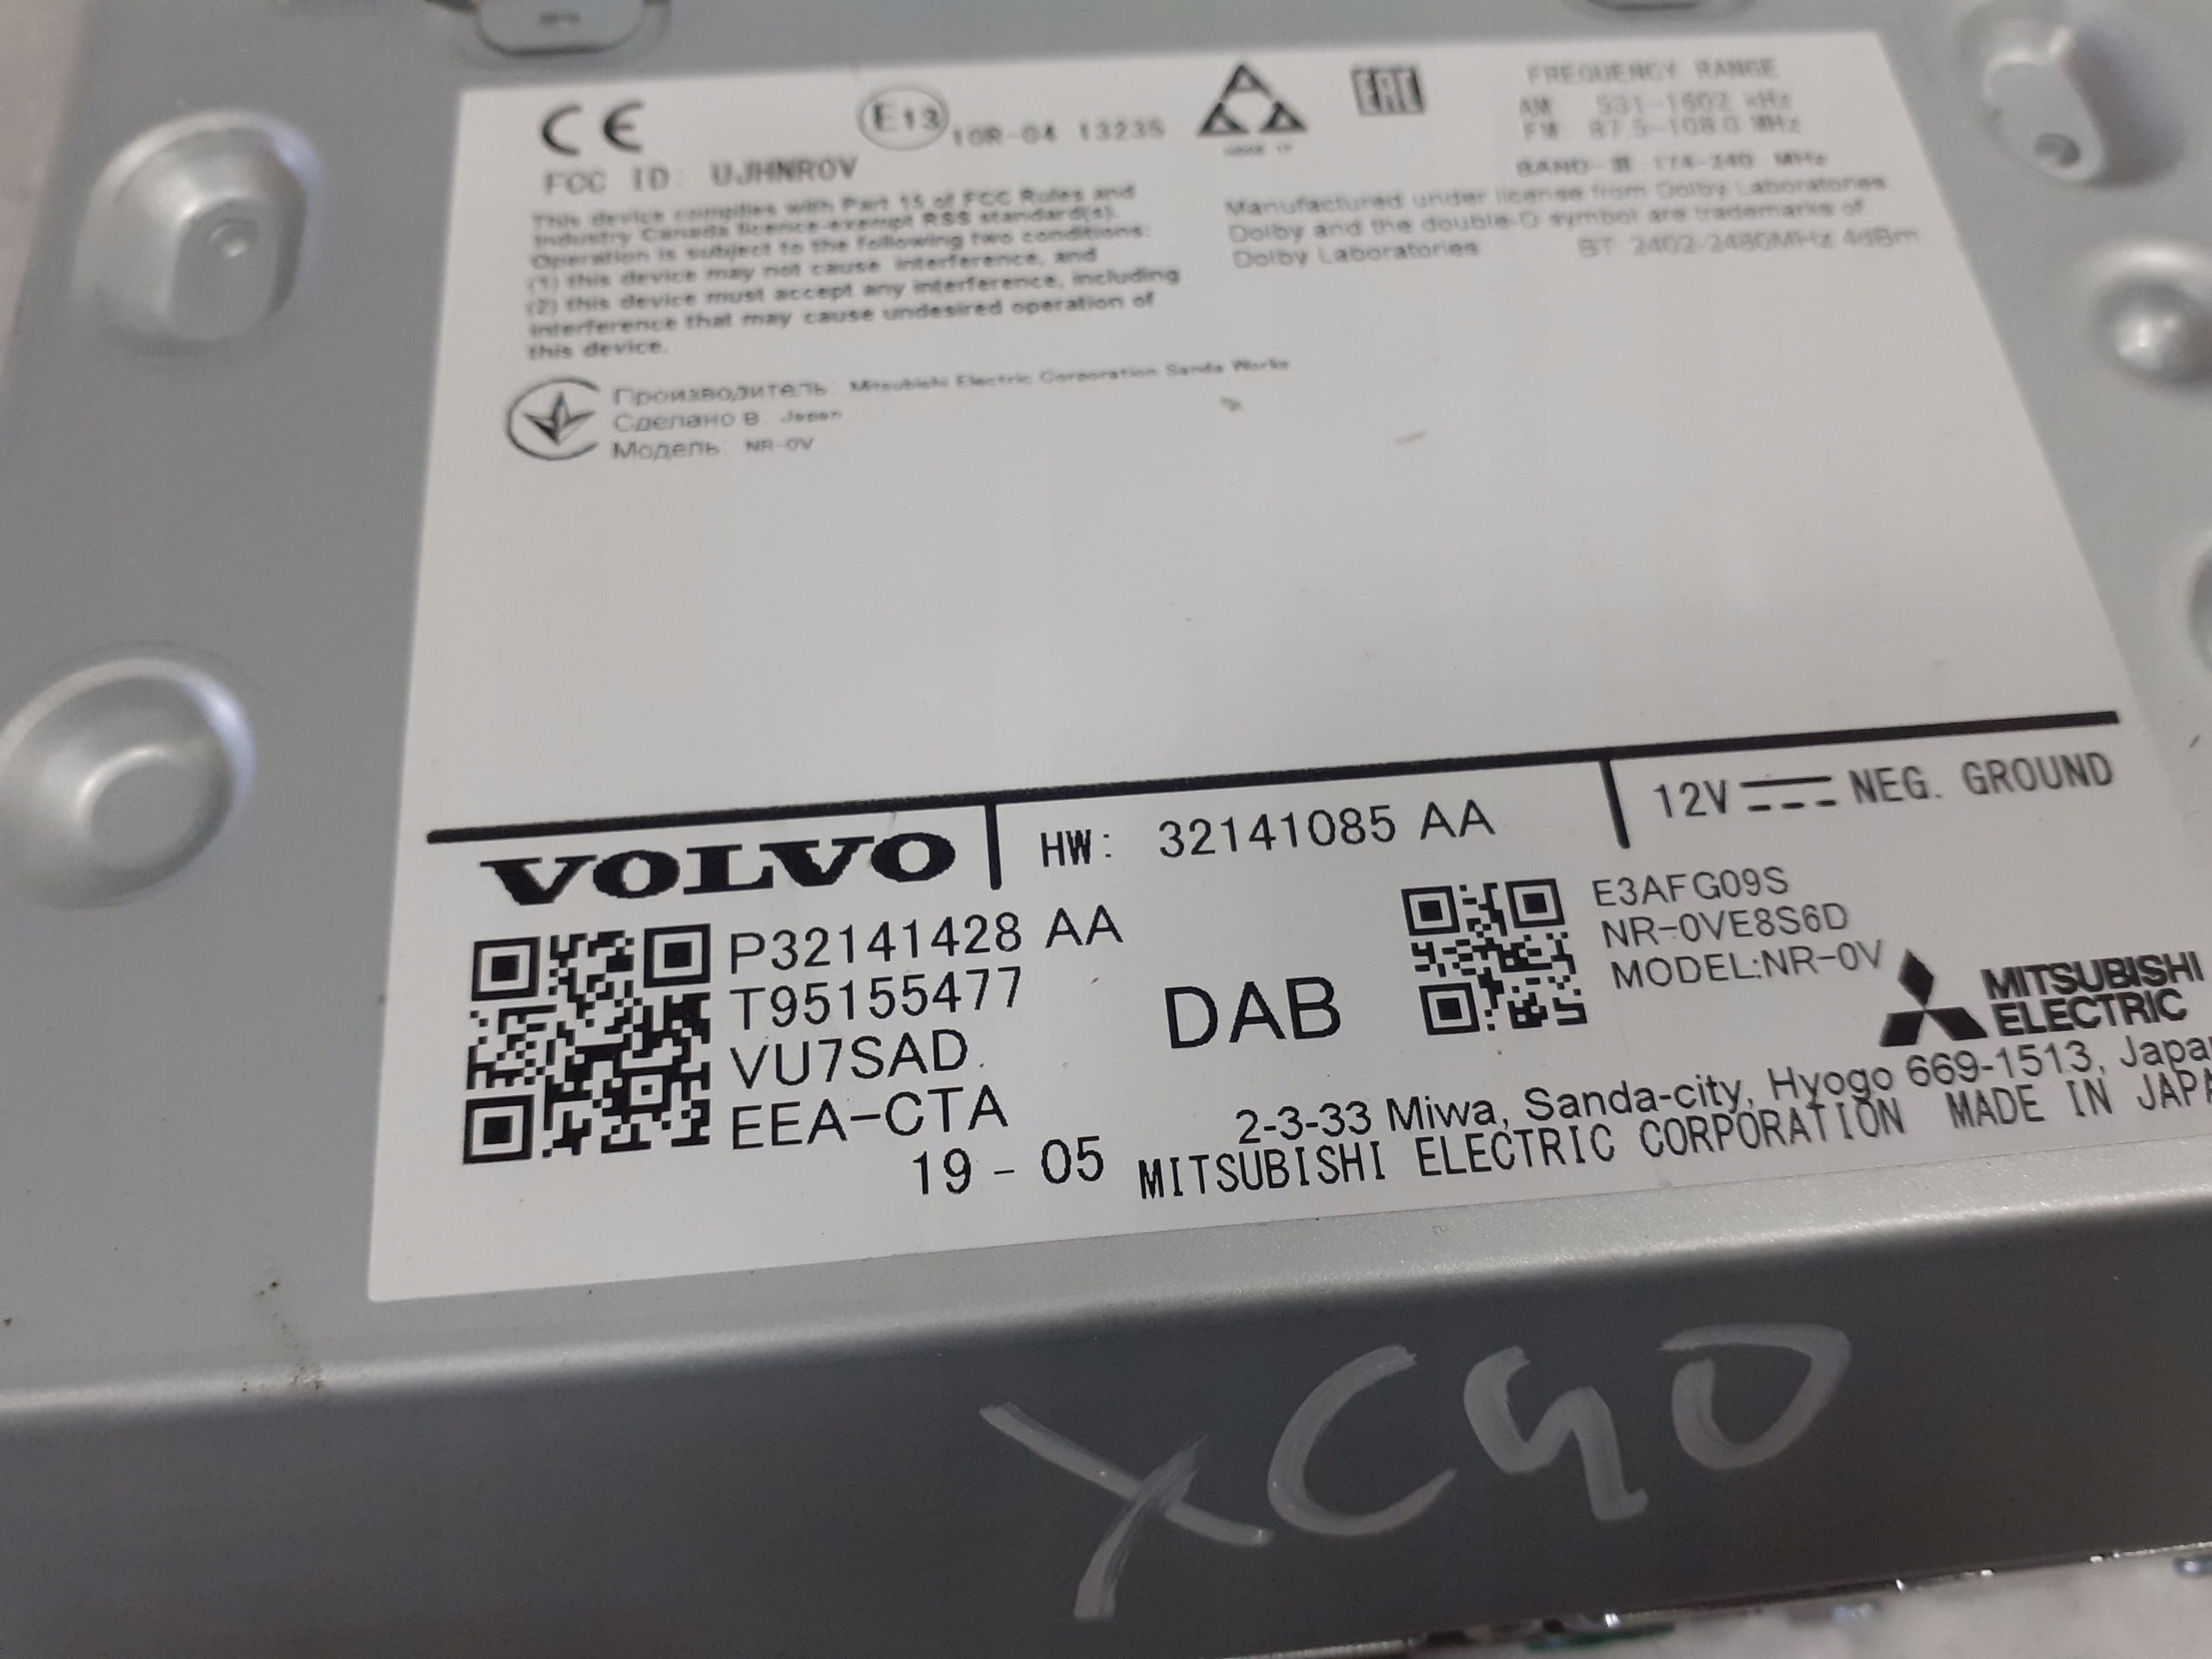 CE
E13 10R-04 13235
EAC
FREQUENCY RANGE
AM: 531-1602 kHz
FM: 87.5-108.0 MHz
BAND-III: 174-240 MHz
FCC ID: UJHNR0V
This device complies with Part 15 of FCC Rules and
Industry Canada licence-exempt RSS standard(s).
Operation is subject to the following two conditions:
(1) this device may not cause interference, and
(2) this device must accept any interference, including
interference that may cause undesired operation of
this device.
Manufactured under license from Dolby Laboratories
Dolby and the double-D symbol are trademarks of
Dolby Laboratories
BT 2402-2480MHz 4dBm
Производитель: Mitsubishi Electric Corporation Sanda Works
Сделано в: Japan
Модель: NR-0V
VOLVO
HW: 32141085 AA
12V NEG. GROUND
P32141428 AA
T95155477
VU7SAD
EEA-CTA
19 - 05
DAB
E3AFG09S
NR-0VE8S6D
MODEL:NR-0V
MITSUBISHI
ELECTRIC
2-3-33 Miwa, Sanda-city, Hyogo 669-1513, Japa
MITSUBISHI ELECTRIC CORPORATION MADE IN JAPA
XC40